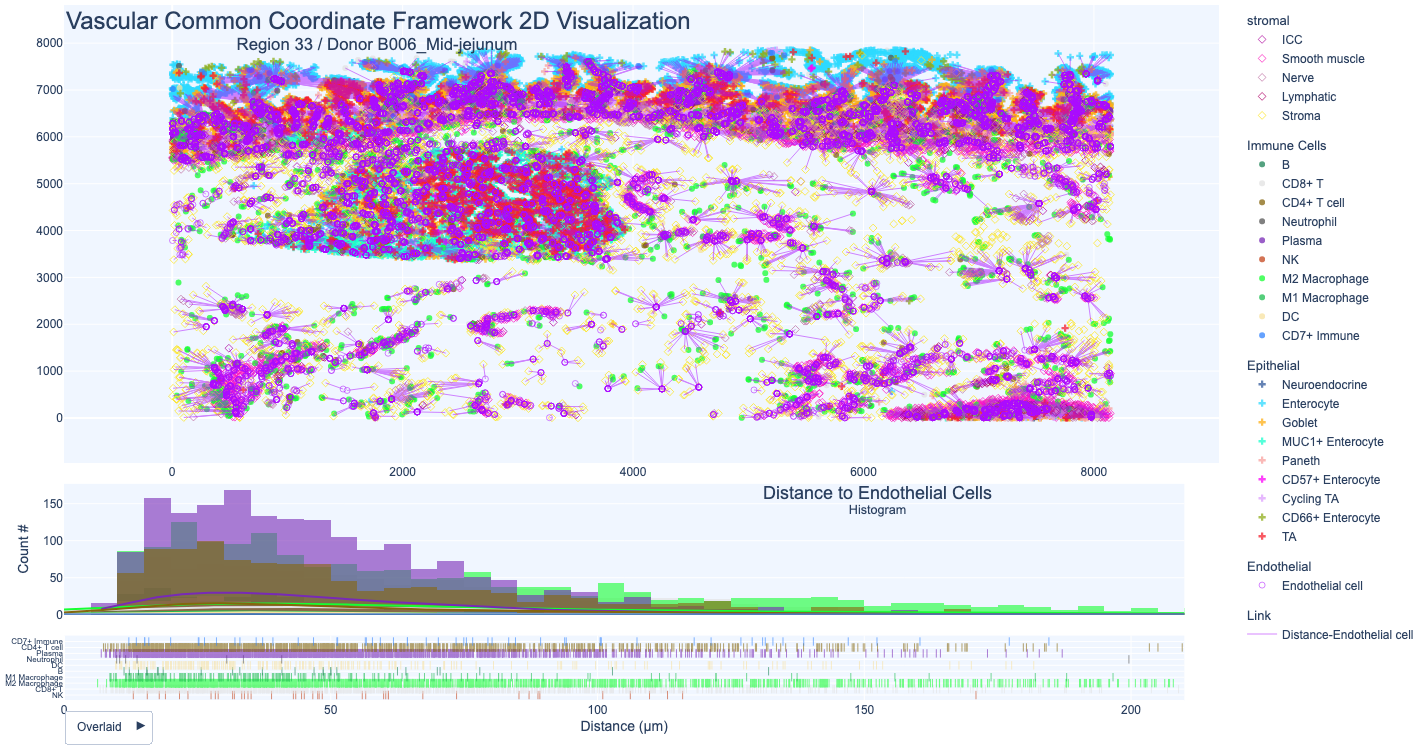 Vascular Common Coordinate Framework 2D Visualization
Region 33 / Donor B006_Mid-jejunum
8000
7000
6000
5000
4000
3000
2000
1000
0
0 2000 4000 6000 8000
stromal
ICC
Smooth muscle
Nerve
Lymphatic
Stroma
Immune Cells
B
CD8+ T
CD4+ T cell
Neutrophil
Plasma
NK
M2 Macrophage
M1 Macrophage
DC
CD7+ Immune
Epithelial
Neuroendocrine
Enterocyte
Goblet
MUC1+ Enterocyte
Paneth
CD57+ Enterocyte
Cycling TA
CD66+ Enterocyte
TA
Endothelial
Endothelial cell
Link
Distance-Endothelial cell
Distance to Endothelial Cells
Histogram
Count #
150
100
50
0
CD7+ Immune
CD4+ T cell
Plasma
Neutrophil
DC
B
M1 Macrophage
M2 Macrophage
CD8+ T
NK
0 50 100 150 200
Distance (μm)
Overlaid ▶